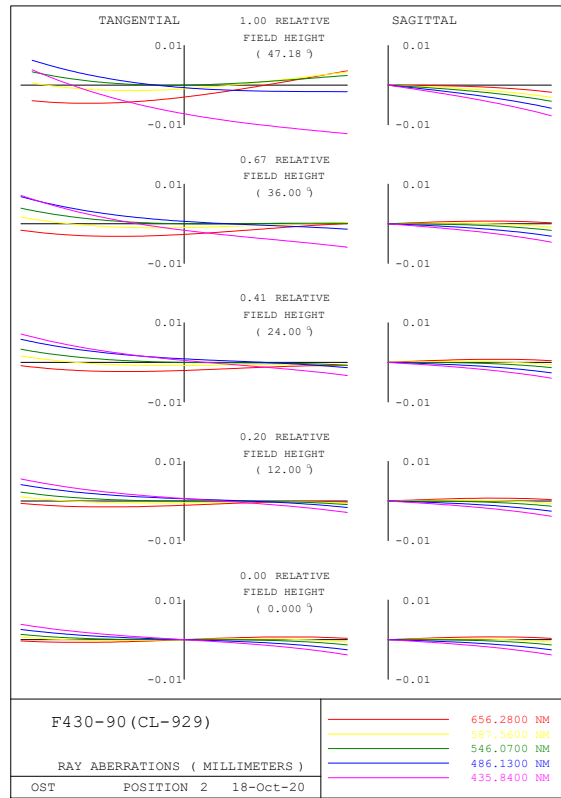 TANGENTIAL 1.00 RELATIVE SAGITTAL
FIELD HEIGHT
( 47.18 º)
0.01 0.01
-0.01 -0.01
0.67 RELATIVE
FIELD HEIGHT
( 36.00 º)
0.01 0.01
-0.01 -0.01
0.41 RELATIVE
FIELD HEIGHT
( 24.00 º)
0.01 0.01
-0.01 -0.01
0.20 RELATIVE
FIELD HEIGHT
( 12.00 º)
0.01 0.01
-0.01 -0.01
0.00 RELATIVE
FIELD HEIGHT
( 0.000 º)
0.01 0.01
-0.01 -0.01
F430-90(CL-929)
RAY ABERRATIONS ( MILLIMETERS )
OST POSITION 2 18-Oct-20
656.2800 NM
587.5600 NM
546.0700 NM
486.1300 NM
435.8400 NM